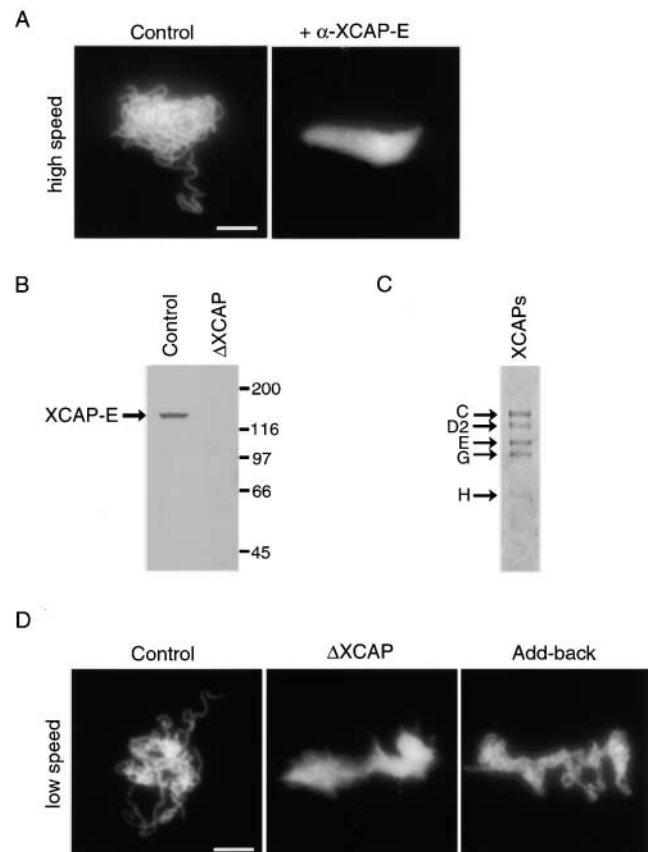 A
Control
+ α-XCAP-E
high speed
B
Control
ΔXCAP
XCAP-E
200
116
97
66
45
C
XCAPs
C
D2
E
G
H
D
Control
ΔXCAP
Add-back
low speed